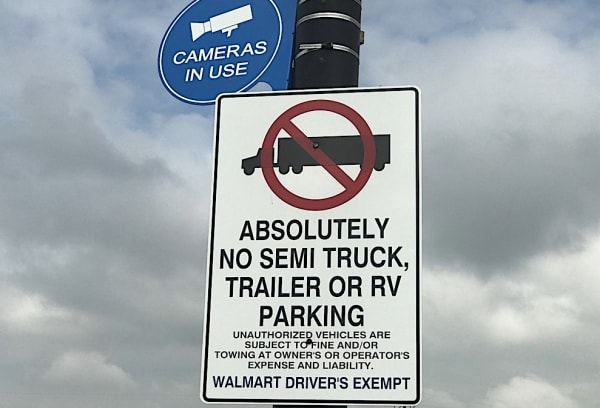 CAMERAS
IN USE
ABSOLUTELY
NO SEMI TRUCK,
TRAILER OR RV
PARKING
UNAUTHORIZED VEHICLES ARE
SUBJECT TO FINE AND/OR
TOWING AT OWNER'S OR OPERATOR'S
EXPENSE AND LIABILITY.
WALMART DRIVER'S EXEMPT